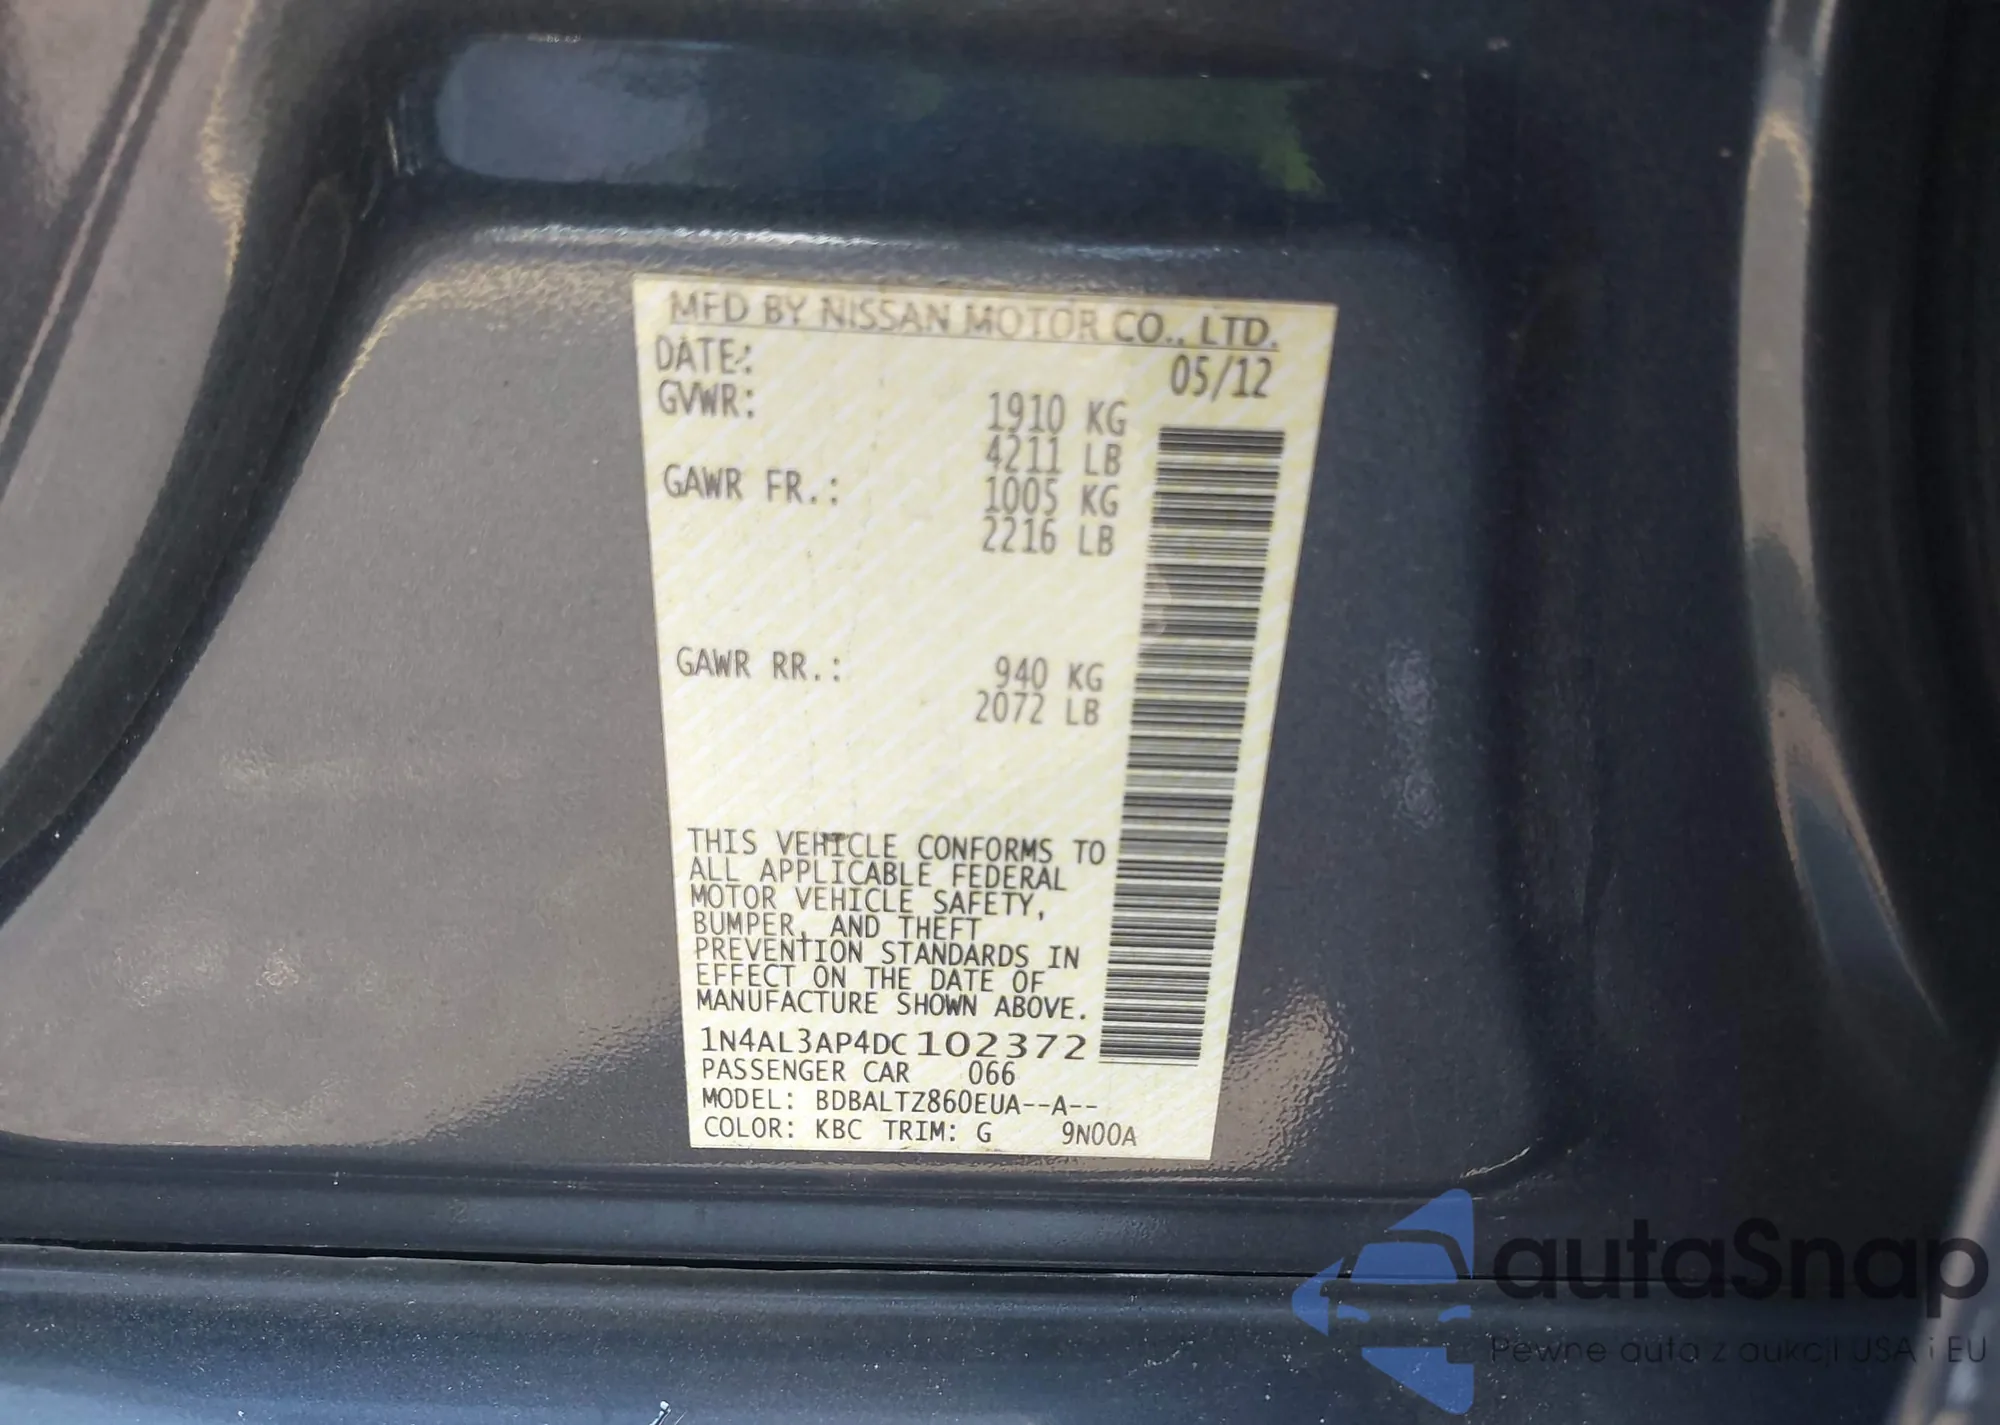 MFD BY NISSAN MOTOR CO., LTD.
DATE: 05/12
GVWR: 1910 KG
4211 LB
GAWR FR.: 1005 KG
2216 LB
GAWR RR.: 940 KG
2072 LB
THIS VEHICLE CONFORMS TO
ALL APPLICABLE FEDERAL
MOTOR VEHICLE SAFETY,
BUMPER, AND THEFT
PREVENTION STANDARDS IN
EFFECT ON THE DATE OF
MANUFACTURE SHOWN ABOVE.
1N4AL3AP4DC102372
PASSENGER CAR 066
MODEL: BDBALTZ860EUA--A--
COLOR: KBC TRIM: G 9N00A
autaSnap
Pewne auta z aukcji USA i EU